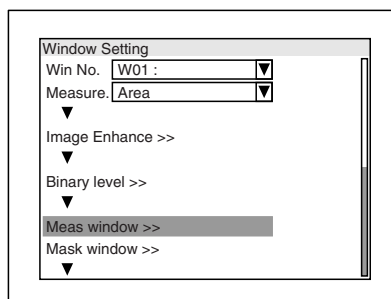 Window Setting
Win No. W01 :
Measure. Area
Image Enhance >>
Binary level >>
Meas window >>
Mask window >>